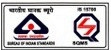 भारतीय मानक ब्यूरो
BUREAU OF INDIAN STANDARDS
IS 15700
SQMS